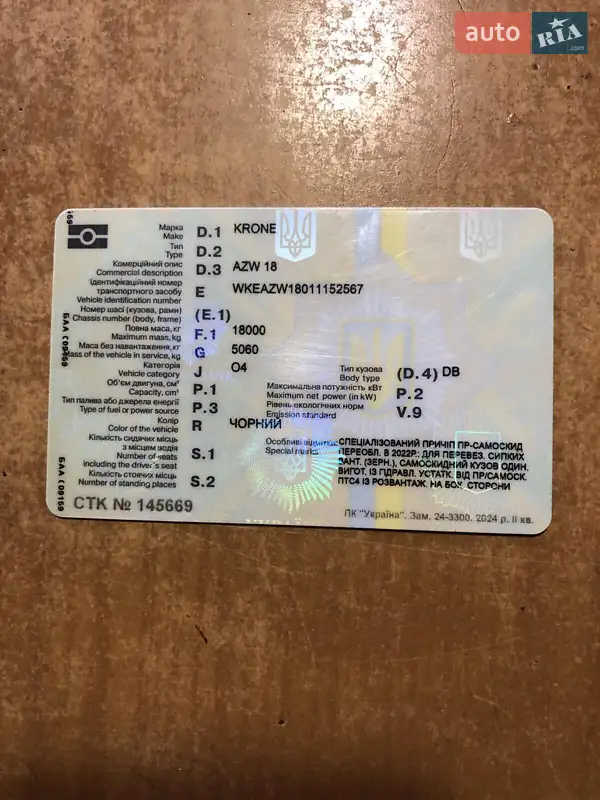 auto RIA .com
Марка
Make D.1 KRONE
Тип
Type D.2
Комерційний опис
Commercial description D.3 AZW 18
Ідентифікаційний номер
транспортного засобу
Vehicle identification number E WKEAZW18011152567
Номер шасі (кузова, рами)
Chassis number (body, frame) (E.1)
Повна маса, кг
Maximum mass, kg F.1 18000
Маса без навантаження, кг
Mass of the vehicle in service, kg G 5060
Категорія
Vehicle category J O4
Тип кузова
Body type (D.4) DB
Об'єм двигуна, см³
Capacity, cm³ P.1
Максимальна потужність кВт
Maximum net power (in kW) P.2
Тип палива або джерела енергії
Type of fuel or power source P.3
Рівень екологічних норм
Emission standard V.9
Колір
Color of the vehicle R ЧОРНИЙ
Кількість сидячих місць
з місцем водія
Number of seats
including the driver's seat S.1
Кількість стоячих місць
Number of standing places S.2
Особливі відмітки
Special marks
СПЕЦІАЛІЗОВАНИЙ ПРИЧІП ПР-САМОСКИД
ПЕРЕОБЛ. В 2022Р: ДЛЯ ПЕРЕВЕЗ. СИПКИХ
ВАНТ. (ЗЕРН.), САМОСКИДНИЙ КУЗОВ ОДИН.
ВИГОТ. ІЗ ГІДРАВЛ. УСТАТК. ВІД ПР/САМОСК.
ПТС4 ІЗ РОЗВАНТАЖ. НА БОК. СТОРОНИ
СТК № 145669
ПК "Україна". Зам. 24-3300. 2024 р. II кв.